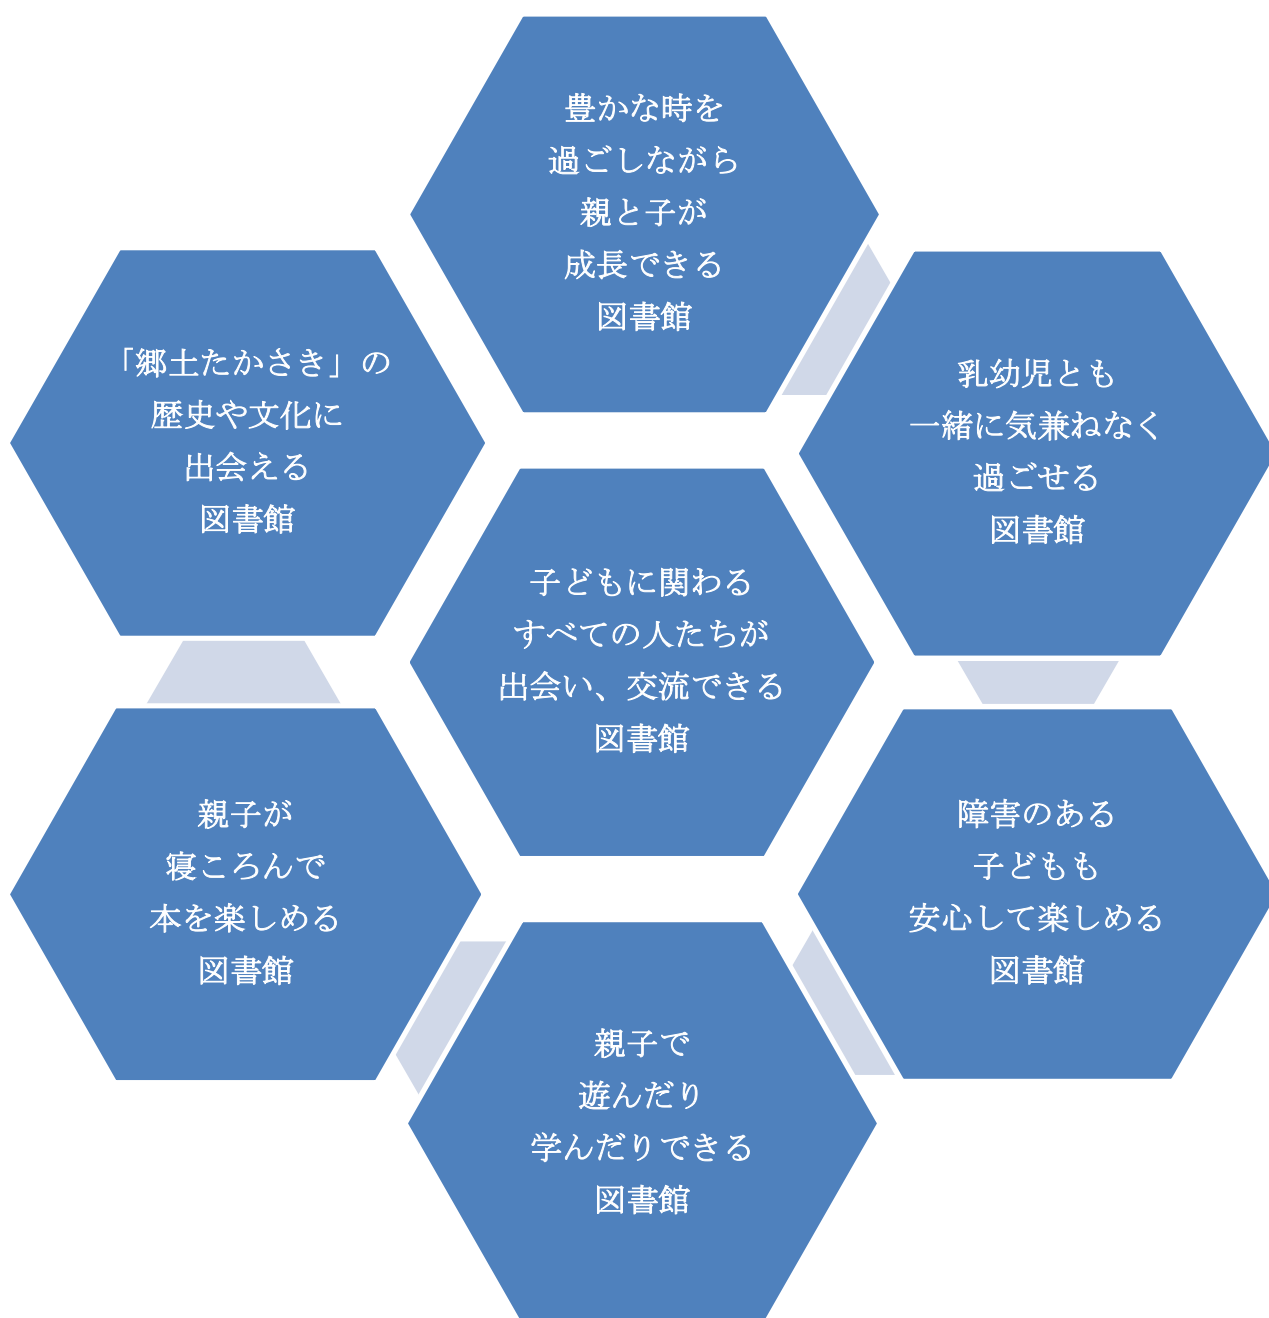 豊かな時を
過ごしながら
親と子が
成長できる
図書館
「郷土たかさき」の
歴史や文化に
出会える
図書館
乳幼児とも
一緒に気兼ねなく
過ごせる
図書館
子どもに関わる
すべての人たちが
出会い、交流できる
図書館
親子が
寝ころんで
本を楽しめる
図書館
障害のある
子どもも
安心して楽しめる
図書館
親子で
遊んだり
学んだりできる
図書館